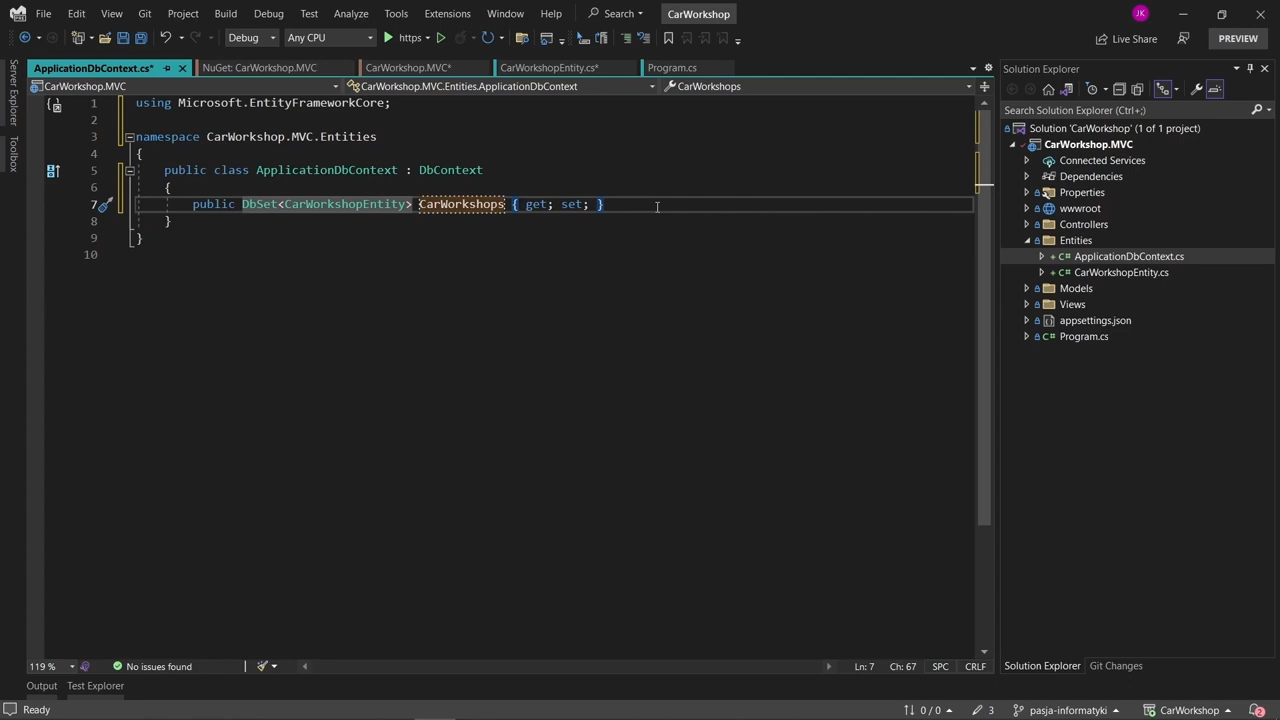 File Edit View Git Project Build Debug Test Analyze Tools Extensions Window Help Search CarWorkshop JK
Debug Any CPU https Live Share PREVIEW
Server Explorer
Toolbox
ApplicationDbContext.cs* NuGet: CarWorkshop.MVC CarWorkshop.MVC* CarWorkshopEntity.cs* Program.cs
CarWorkshop.MVC CarWorkshop.MVC.Entities.ApplicationDbContext CarWorkshops
1 using Microsoft.EntityFrameworkCore;
2
3 namespace CarWorkshop.MVC.Entities
4 {
5 public class ApplicationDbContext : DbContext
6 {
7 public DbSet<CarWorkshopEntity> CarWorkshops { get; set; }
8 }
9 }
10
119 % No issues found Ln: 7 Ch: 67 SPC CRLF
Solution Explorer
Search Solution Explorer (Ctrl+;)
Solution 'CarWorkshop' (1 of 1 project)
CarWorkshop.MVC
Connected Services
Dependencies
Properties
wwwroot
Controllers
Entities
C# ApplicationDbContext.cs
C# CarWorkshopEntity.cs
Models
Views
appsettings.json
C# Program.cs
Solution Explorer Git Changes
Output Test Explorer
Ready 0 / 0 3 pasja-informatyki CarWorkshop 2